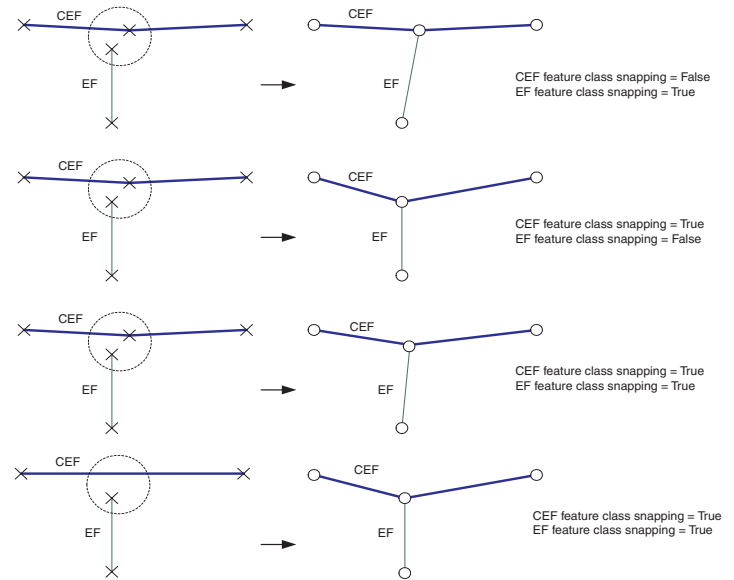 CEF
CEF
EF
EF
CEF feature class snapping = False
EF feature class snapping = True
CEF
CEF
EF
EF
CEF feature class snapping = True
EF feature class snapping = False
CEF
CEF
EF
EF
CEF feature class snapping = True
EF feature class snapping = True
CEF
CEF
EF
EF
CEF feature class snapping = True
EF feature class snapping = True